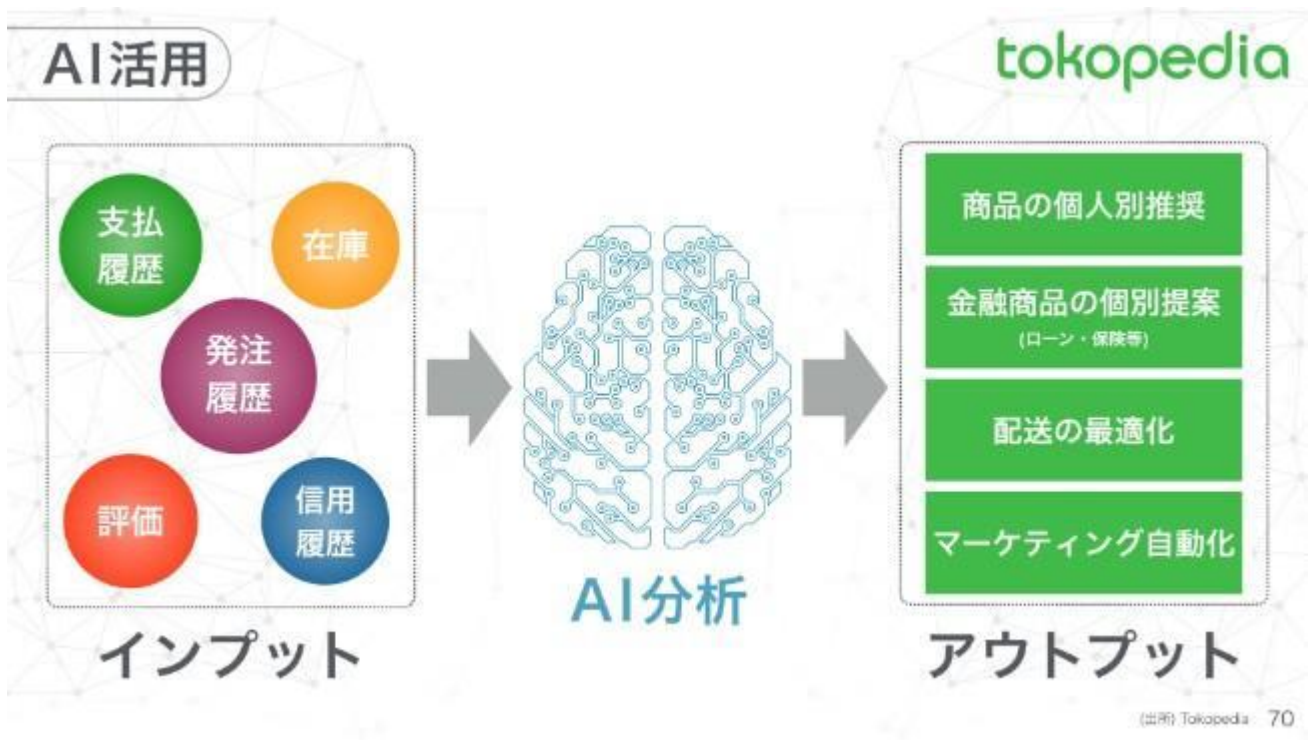 AI活用
tokopedia
支払
履歴
在庫
発注
履歴
評価
信用
履歴
インプット
AI分析
商品の個人別推奨
金融商品の個別提案
(ローン・保険等)
配送の最適化
マーケティング自動化
アウトプット
(出所) Tokopedia 70